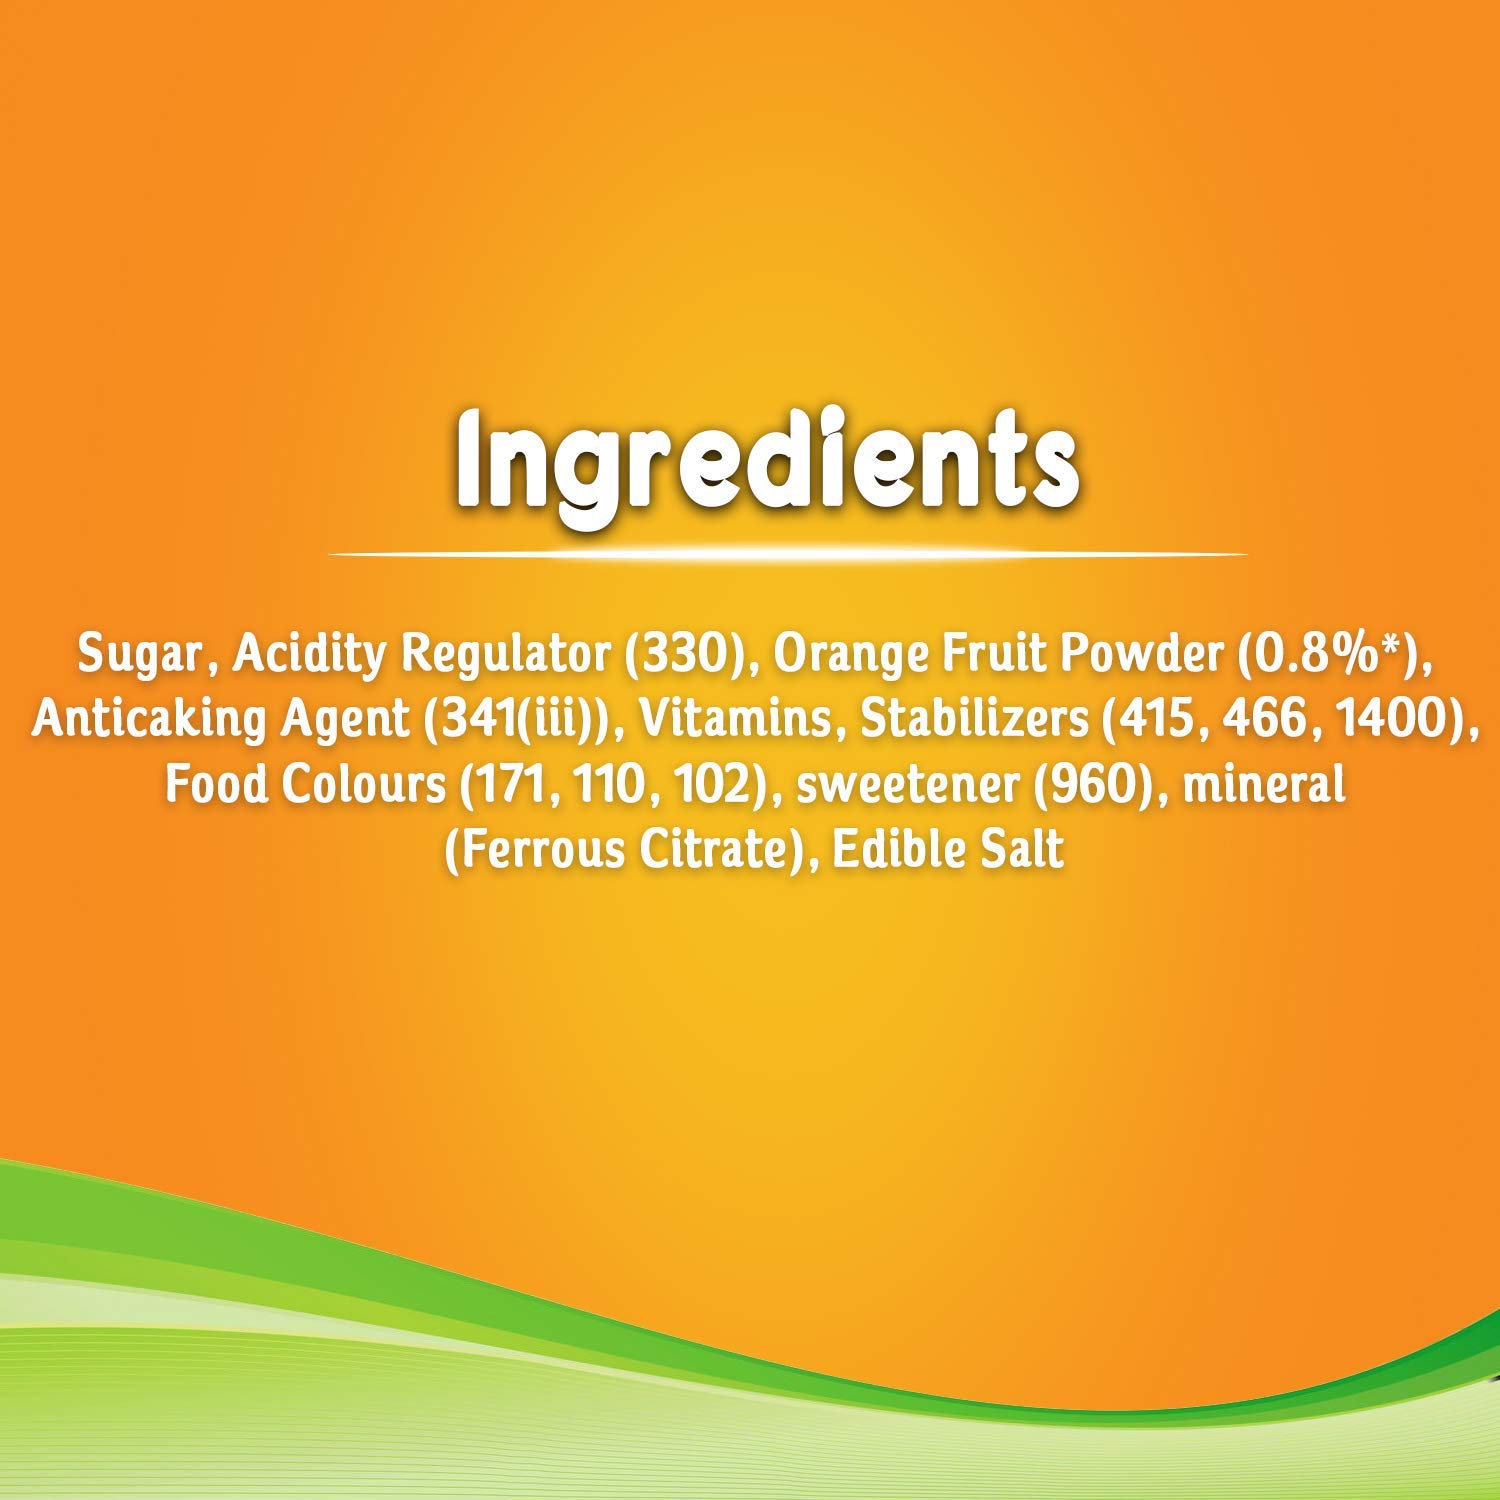 Ingredients
Sugar, Acidity Regulator (330), Orange Fruit Powder (0.8%*),
Anticaking Agent (341(iii)), Vitamins, Stabilizers (415, 466, 1400),
Food Colours (171, 110, 102), sweetener (960), mineral
(Ferrous Citrate), Edible Salt